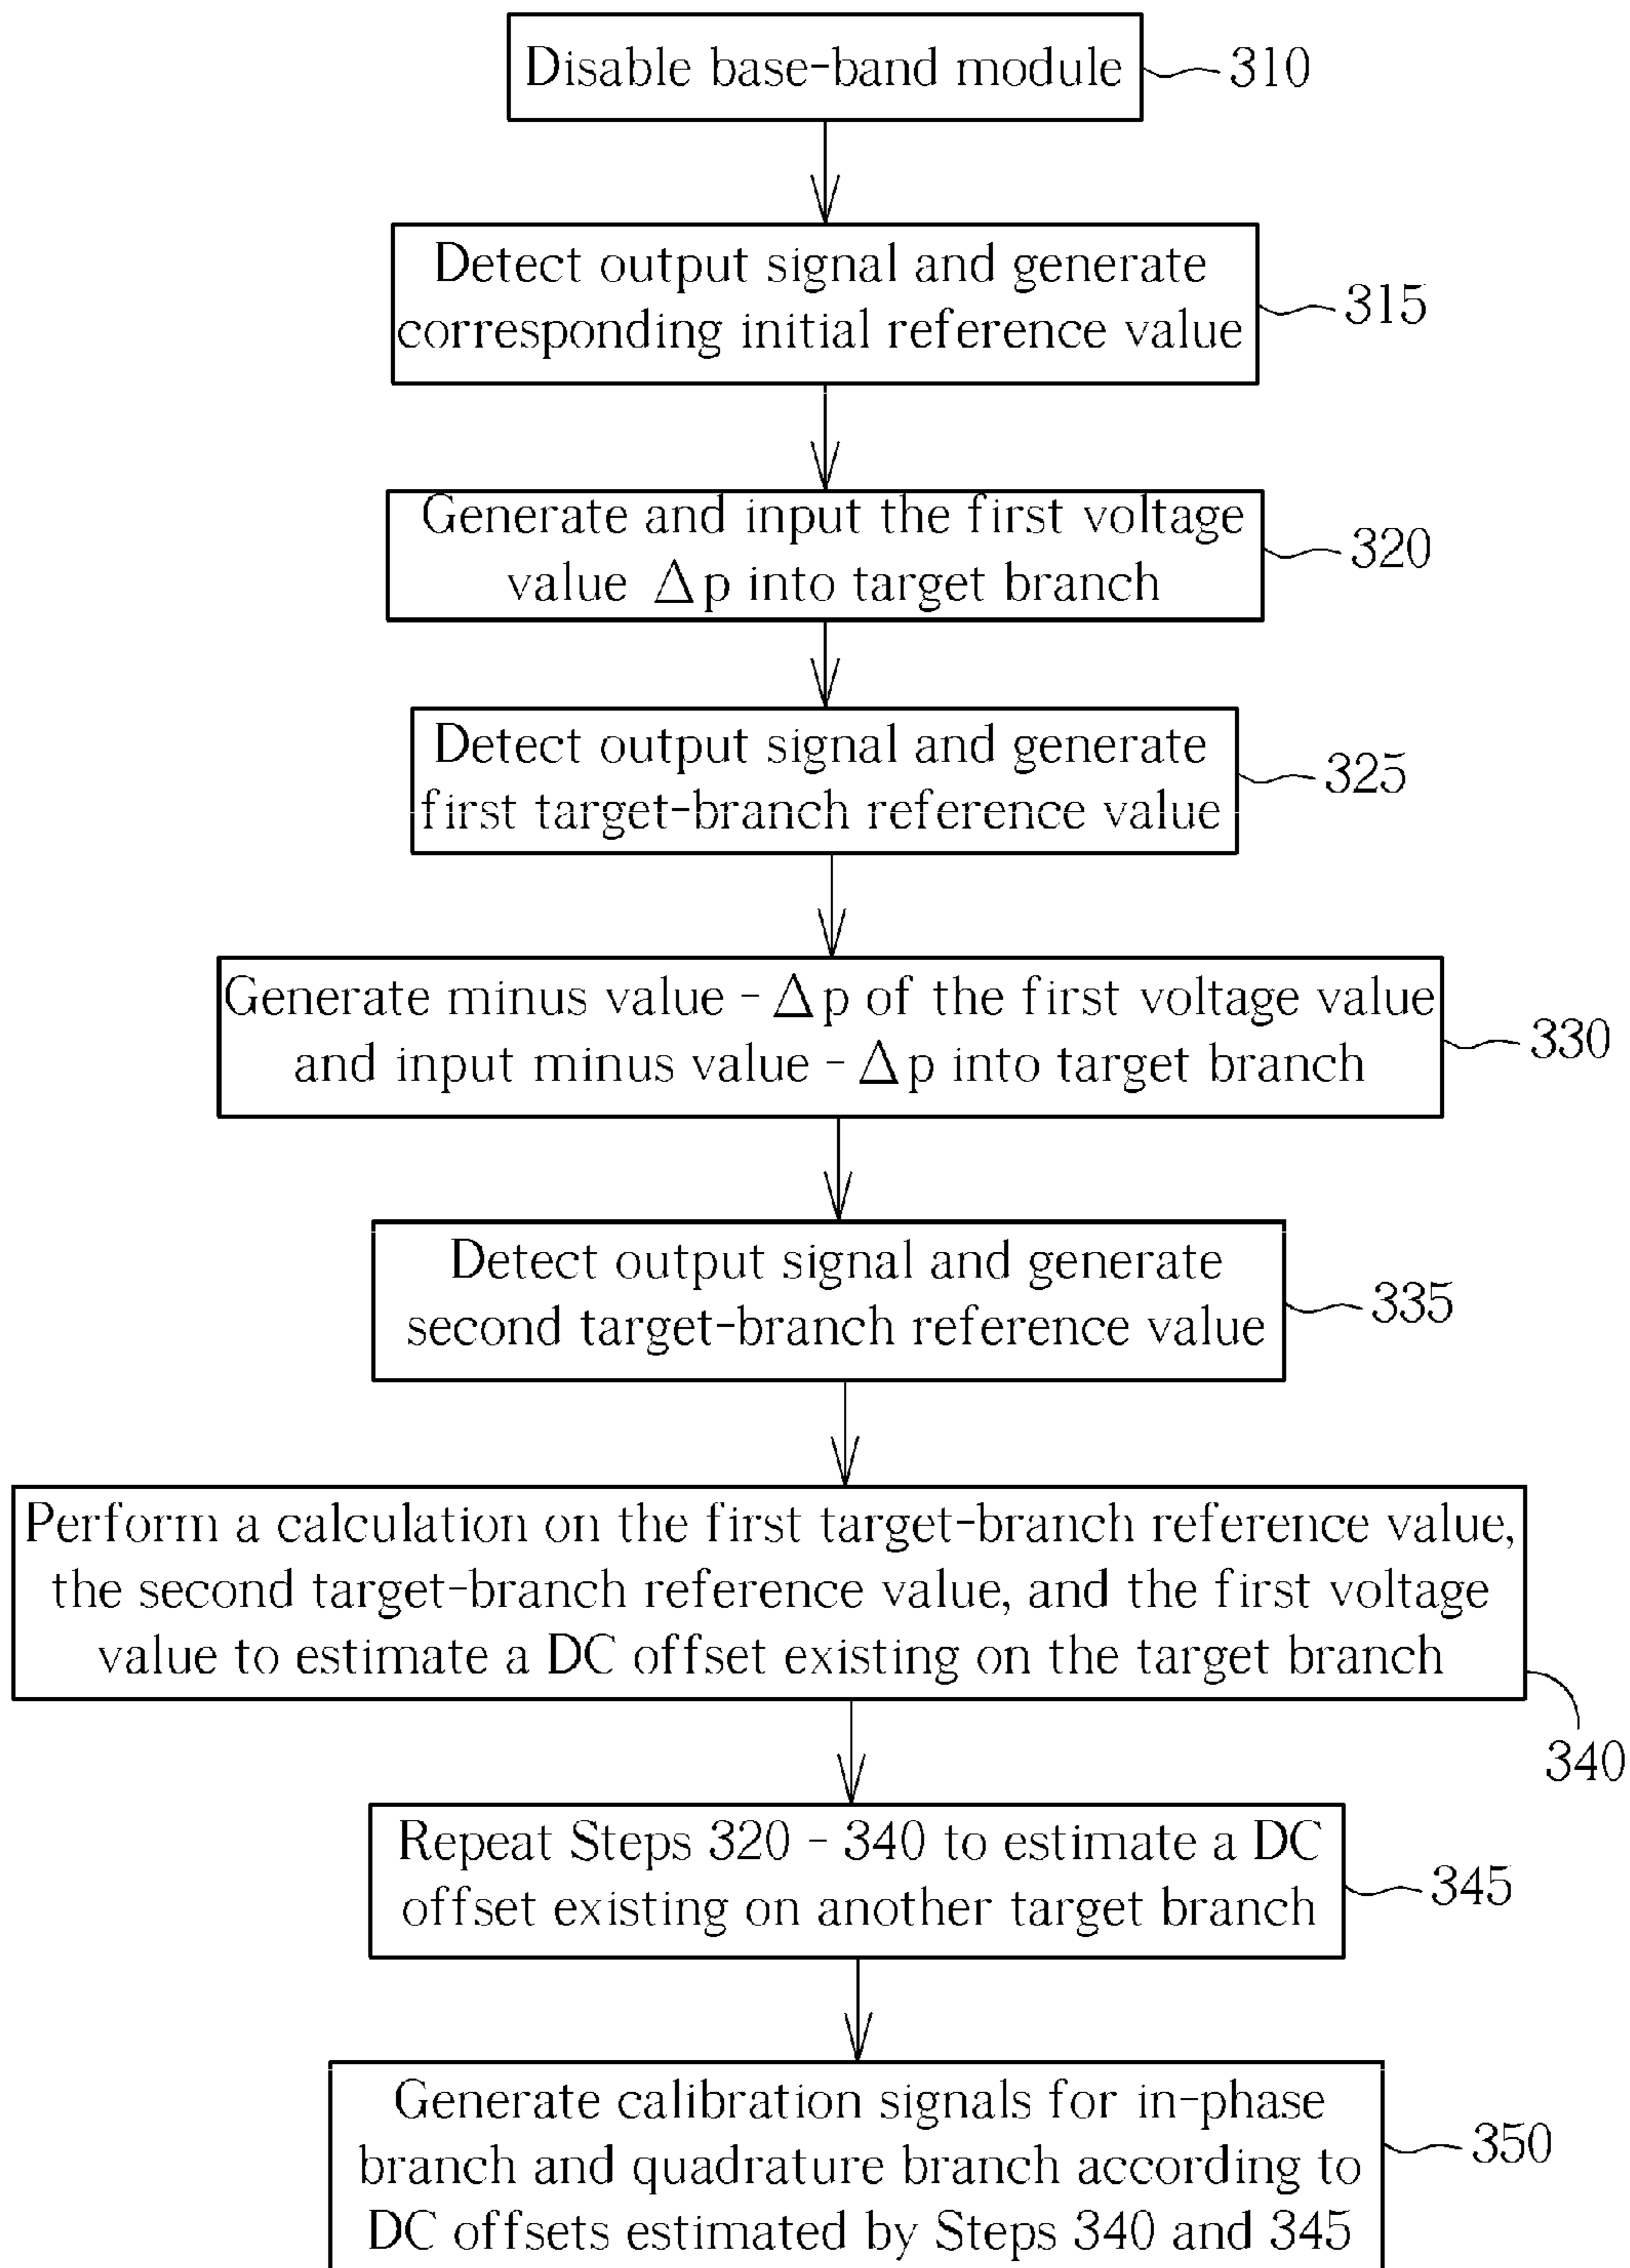 Disable base-band module
310
Detect output signal and generate
corresponding initial reference value
315
Generate and input the first voltage
value Δp into target branch
320
Detect output signal and generate
first target-branch reference value
325
Generate minus value - Δp of the first voltage value
and input minus value - Δp into target branch
330
Detect output signal and generate
second target-branch reference value
335
Perform a calculation on the first target-branch reference value,
the second target-branch reference value, and the first voltage
value to estimate a DC offset existing on the target branch
340
Repeat Steps 320 - 340 to estimate a DC
offset existing on another target branch
345
Generate calibration signals for in-phase
branch and quadrature branch according to
DC offsets estimated by Steps 340 and 345
350